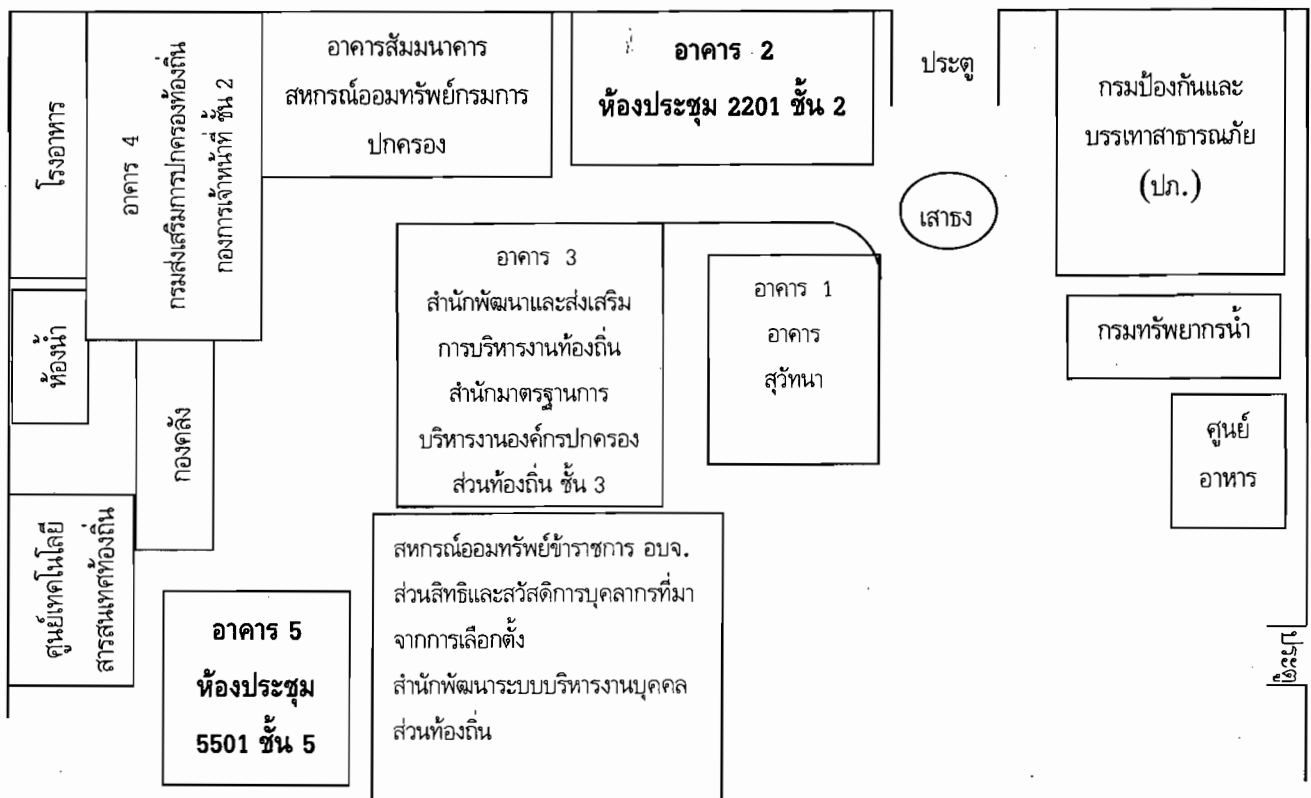 โรงอาหาร
อาคาร 4
กรมส่งเสริมการปกครองท้องถิ่น
กองการเจ้าหน้าที่ ชั้น 2
อาคารสัมมนาคาร
สหกรณ์ออมทรัพย์กรมการ
ปกครอง
อาคาร 2
ห้องประชุม 2201 ชั้น 2
ประตู
กรมป้องกันและ
บรรเทาสาธารณภัย
(ปภ.)
เสาธง
อาคาร 3
สำนักพัฒนาและส่งเสริม
การบริหารงานท้องถิ่น
สำนักมาตรฐานการ
บริหารงานองค์กรปกครอง
ส่วนท้องถิ่น ชั้น 3
อาคาร 1
อาคาร
สุวัทนา
กรมทรัพยากรน้ำ
ห้องน้ำ
กองคลัง
ศูนย์
อาหาร
ศูนย์เทคโนโลยี
สารสนเทศท้องถิ่น
อาคาร 5
ห้องประชุม
5501 ชั้น 5
สหกรณ์ออมทรัพย์ข้าราชการ อบจ.
ส่วนสิทธิและสวัสดิการบุคลากรที่มา
จากการเลือกตั้ง
สำนักพัฒนาระบบบริหารงานบุคคล
ส่วนท้องถิ่น
ประตู